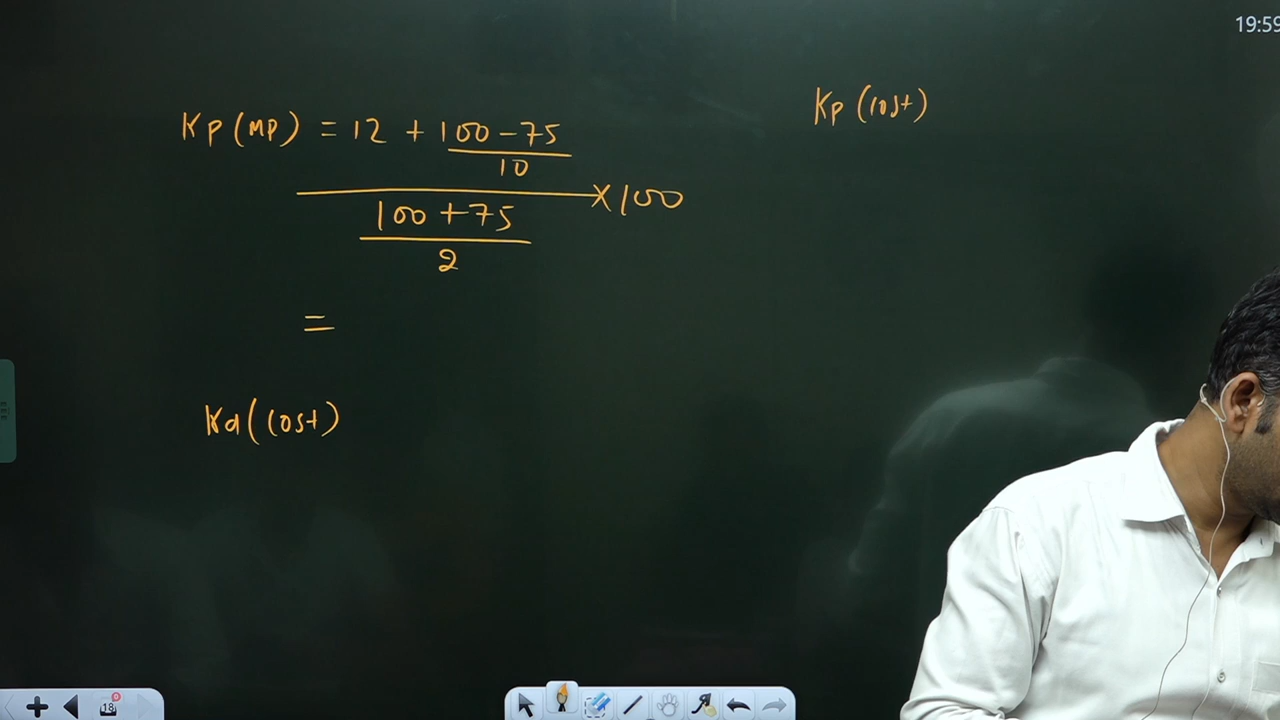 19:59
Kp (MP) = 12 + 100 - 75
10
× 100
100 + 75
2
=
Kd (cost)
Kp (cost)
18